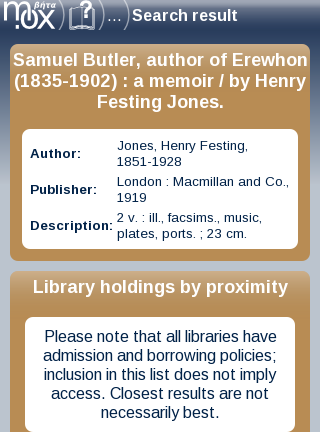 mox βήτα ? ... Search result
Samuel Butler, author of Erewhon
(1835-1902) : a memoir / by Henry
Festing Jones.
Author: Jones, Henry Festing,
1851-1928
Publisher: London : Macmillan and Co.,
1919
Description: 2 v. : ill., facsims., music,
plates, ports. ; 23 cm.
Library holdings by proximity
Please note that all libraries have
admission and borrowing policies;
inclusion in this list does not imply
access. Closest results are not
necessarily best.